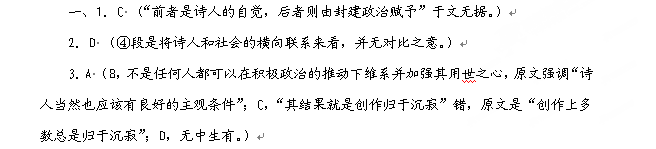 一、1．C（“前者是诗人的自觉，后者则由封建政治赋予”于文无据。）
2．D（④段是将诗人和社会的横向联系来看，并无对比之意。）
3．A（B，不是任何人都可以在积极政治的推动下维系并加强其用世之心，原文强调“诗
人当然也应该有良好的主观条件”；C，“其结果就是创作归于沉寂”错，原文是“创作上多
数总是归于沉寂”；D，无中生有。）